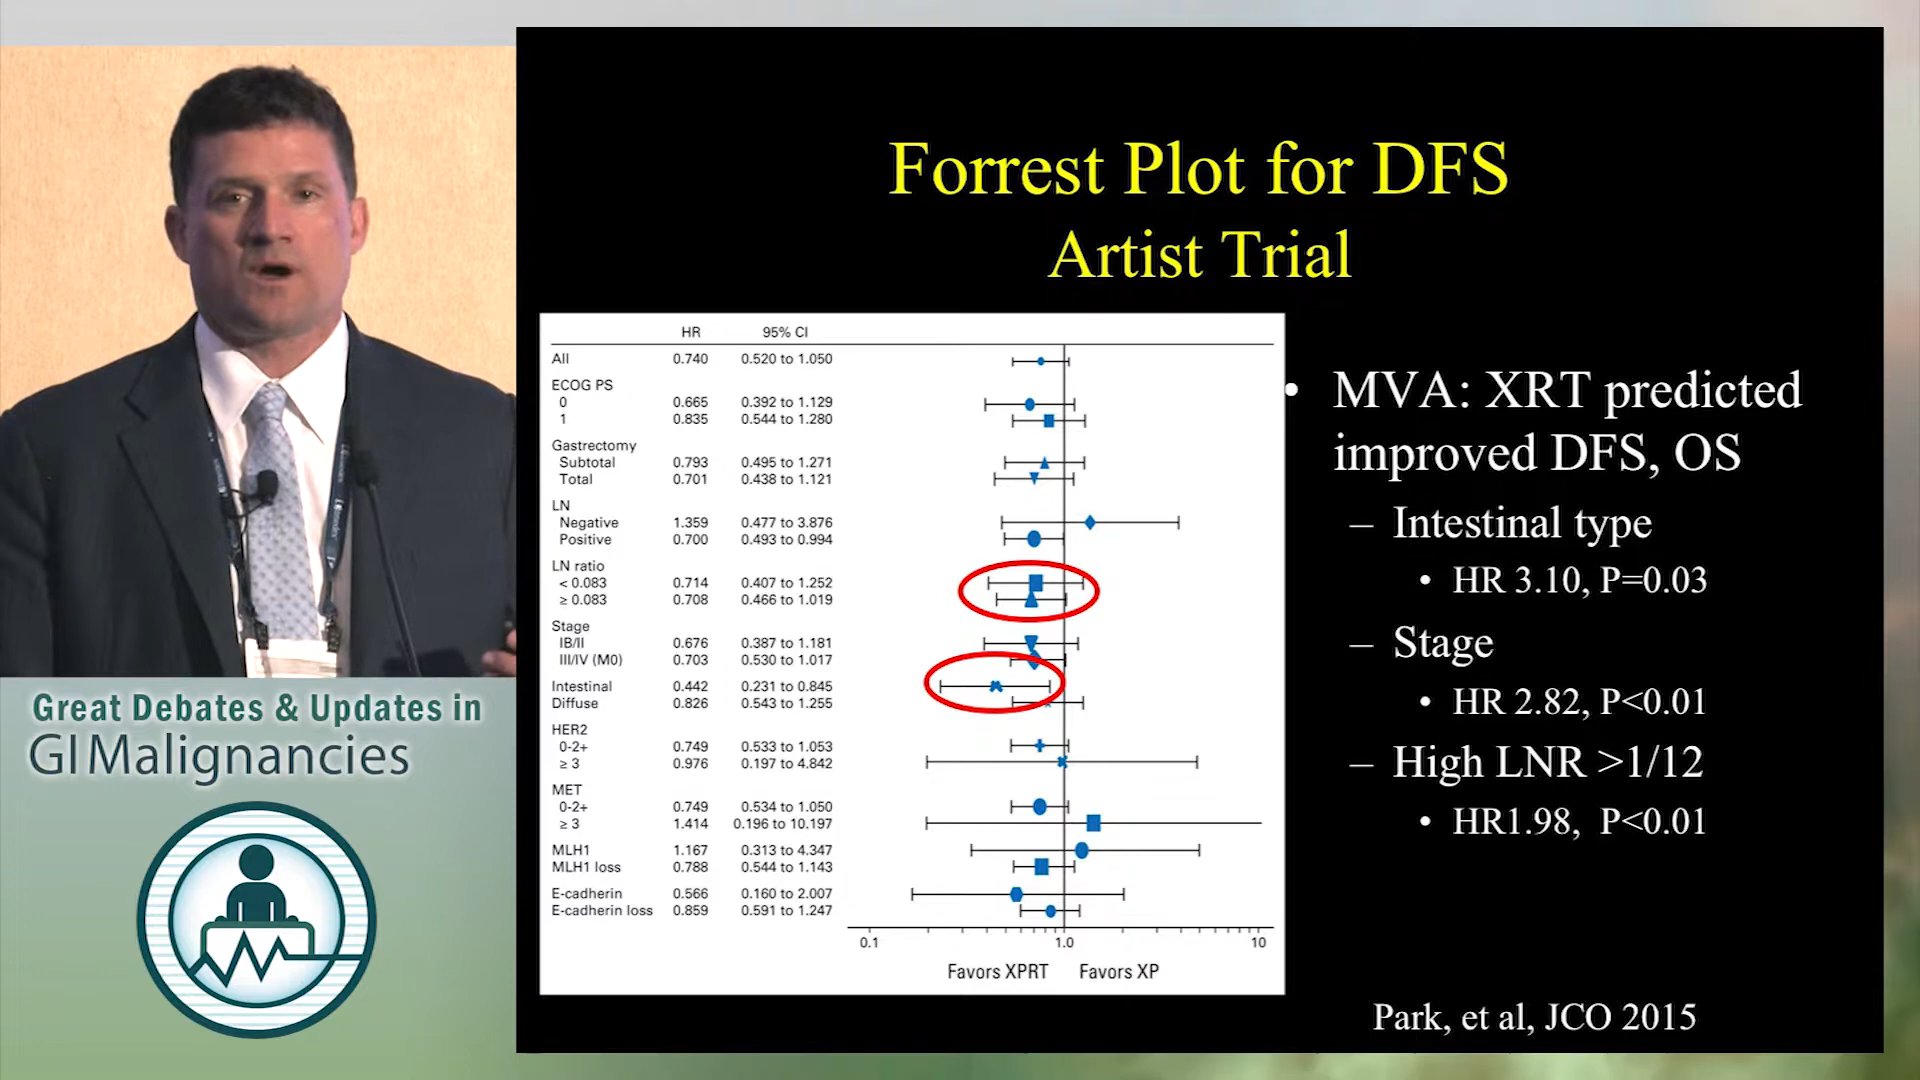 Forrest Plot for DFS
Artist Trial
HR 95% CI
All 0.740 0.520 to 1.050
ECOG PS
0 0.665 0.392 to 1.129
1 0.835 0.544 to 1.280
Gastrectomy
Subtotal 0.793 0.495 to 1.271
Total 0.701 0.438 to 1.121
LN
Negative 1.359 0.477 to 3.876
Positive 0.700 0.493 to 0.994
LN ratio
< 0.083 0.714 0.407 to 1.252
≥ 0.083 0.708 0.466 to 1.019
Stage
IB/II 0.676 0.387 to 1.181
III/IV (M0) 0.703 0.530 to 1.017
Intestinal 0.442 0.231 to 0.845
Diffuse 0.826 0.543 to 1.255
HER2
0-2+ 0.749 0.533 to 1.053
≥ 3 0.976 0.197 to 4.842
MET
0-2+ 0.749 0.534 to 1.050
≥ 3 1.414 0.196 to 10.197
MLH1 1.167 0.313 to 4.347
MLH1 loss 0.788 0.544 to 1.143
E-cadherin 0.566 0.160 to 2.007
E-cadherin loss 0.859 0.591 to 1.247
0.1 1.0 10
Favors XPRT Favors XP
• MVA: XRT predicted
improved DFS, OS
– Intestinal type
• HR 3.10, P=0.03
– Stage
• HR 2.82, P<0.01
– High LNR >1/12
• HR1.98, P<0.01
Park, et al, JCO 2015
Great Debates & Updates in
GI Malignancies